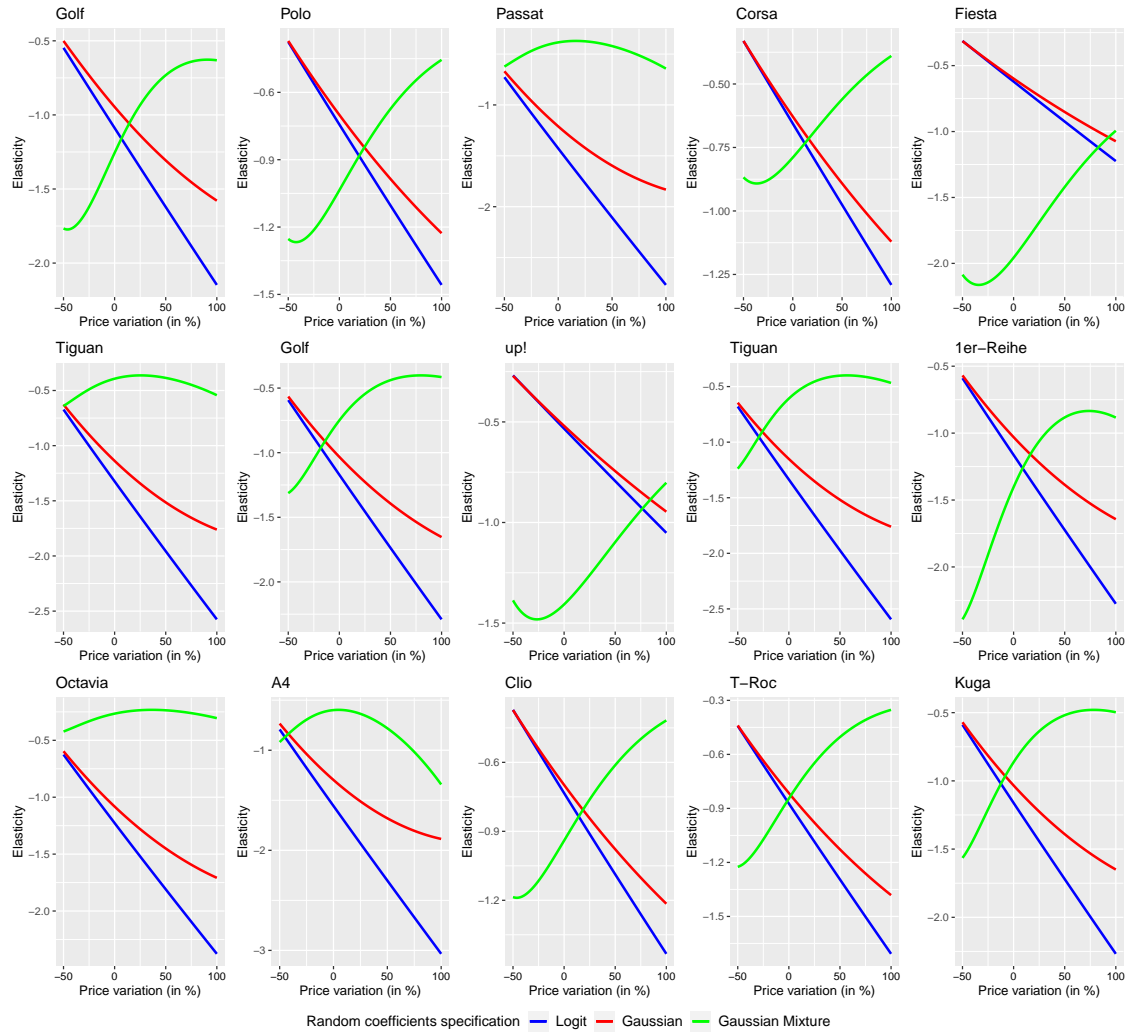 Golf Polo Passat Corsa Fiesta
Elasticity Elasticity Elasticity Elasticity Elasticity
−0.5 −1.0 −1.5 −2.0
−0.6 −0.9 −1.2 −1.5
−1 −2
−0.50 −0.75 −1.00 −1.25
−0.5 −1.0 −1.5 −2.0
−50 0 50 100 −50 0 50 100 −50 0 50 100 −50 0 50 100 −50 0 50 100
Price variation (in %) Price variation (in %) Price variation (in %) Price variation (in %) Price variation (in %)
Tiguan Golf up! Tiguan 1er−Reihe
Elasticity Elasticity Elasticity Elasticity Elasticity
−0.5 −1.0 −1.5 −2.0 −2.5
−0.5 −1.0 −1.5 −2.0
−0.5 −1.0 −1.5
−0.5 −1.0 −1.5 −2.0 −2.5
−0.5 −1.0 −1.5 −2.0
−50 0 50 100 −50 0 50 100 −50 0 50 100 −50 0 50 100 −50 0 50 100
Price variation (in %) Price variation (in %) Price variation (in %) Price variation (in %) Price variation (in %)
Octavia A4 Clio T−Roc Kuga
Elasticity Elasticity Elasticity Elasticity Elasticity
−0.5 −1.0 −1.5 −2.0
−1 −2 −3
−0.6 −0.9 −1.2
−0.3 −0.6 −0.9 −1.2 −1.5
−0.5 −1.0 −1.5 −2.0
−50 0 50 100 −50 0 50 100 −50 0 50 100 −50 0 50 100 −50 0 50 100
Price variation (in %) Price variation (in %) Price variation (in %) Price variation (in %) Price variation (in %)
Random coefficients specification Logit Gaussian Gaussian Mixture